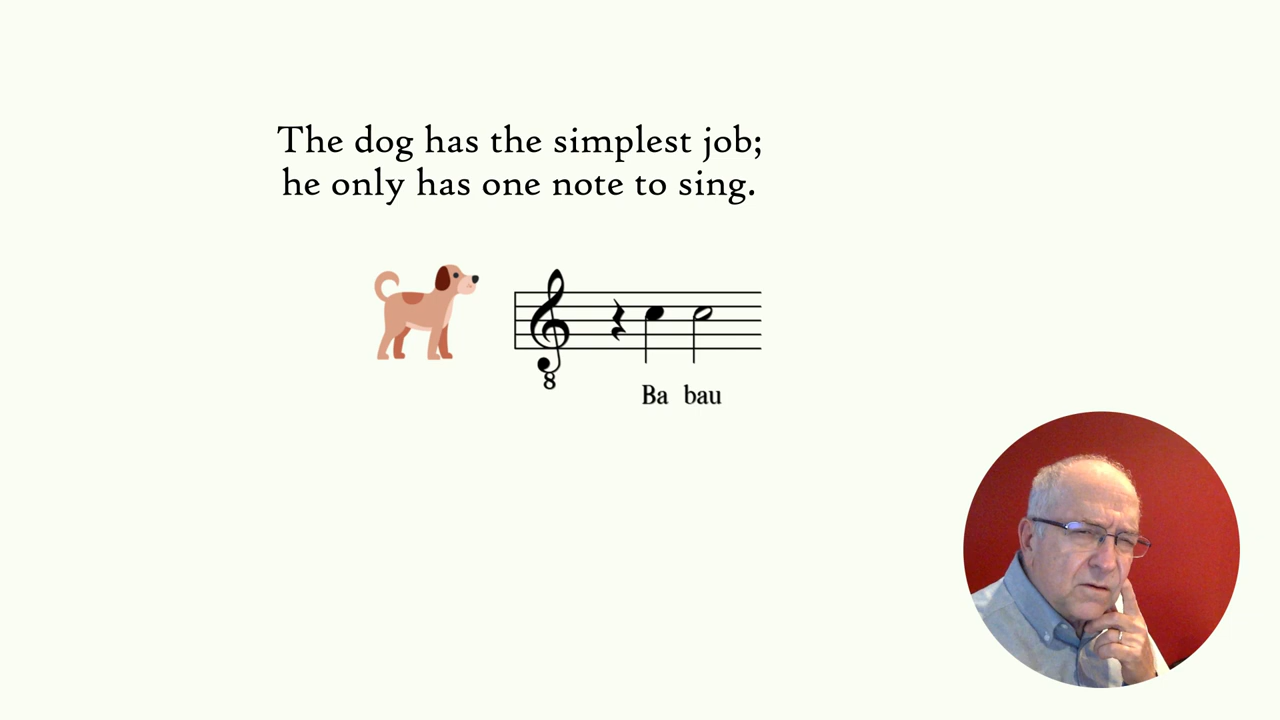 The dog has the simplest job;
he only has one note to sing.
8
Ba bau